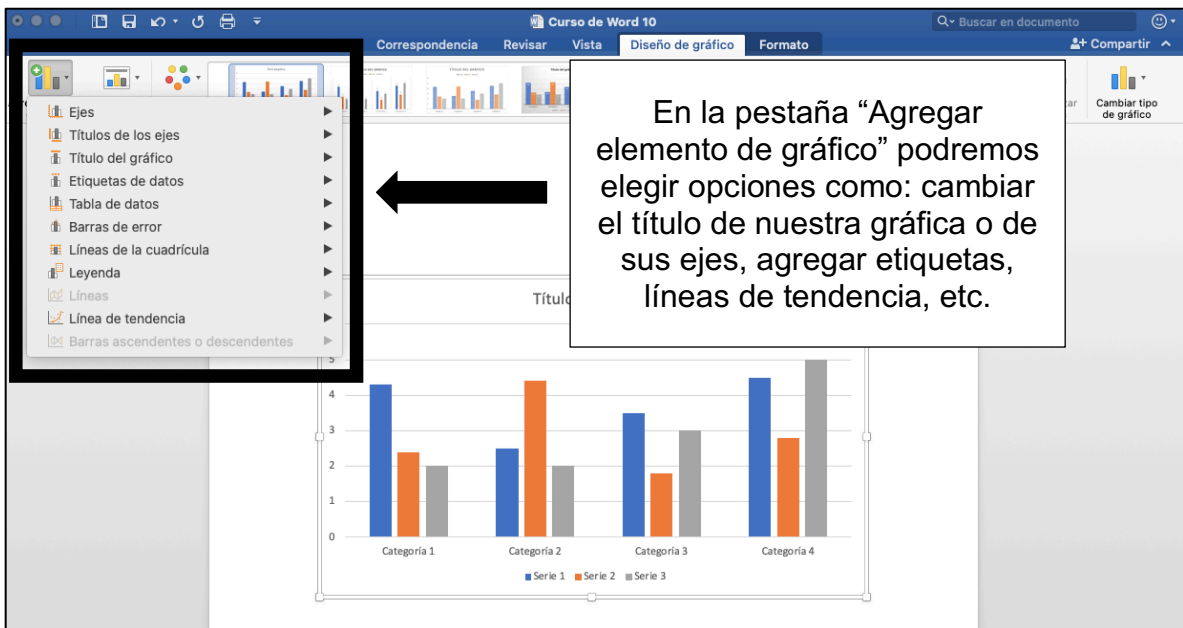 Curso de Word 10
Buscar en documento
Correspondencia Revisar Vista Diseño de gráfico Formato
Compartir
Cambiar tipo
de gráfico
Ejes
Títulos de los ejes
Título del gráfico
Etiquetas de datos
Tabla de datos
Barras de error
Líneas de la cuadrícula
Leyenda
Líneas
Línea de tendencia
Barras ascendentes o descendentes
En la pestaña “Agregar
elemento de gráfico” podremos
elegir opciones como: cambiar
el título de nuestra gráfica o de
sus ejes, agregar etiquetas,
líneas de tendencia, etc.
5
4
3
2
1
0
Categoría 1 Categoría 2 Categoría 3 Categoría 4
Serie 1 Serie 2 Serie 3